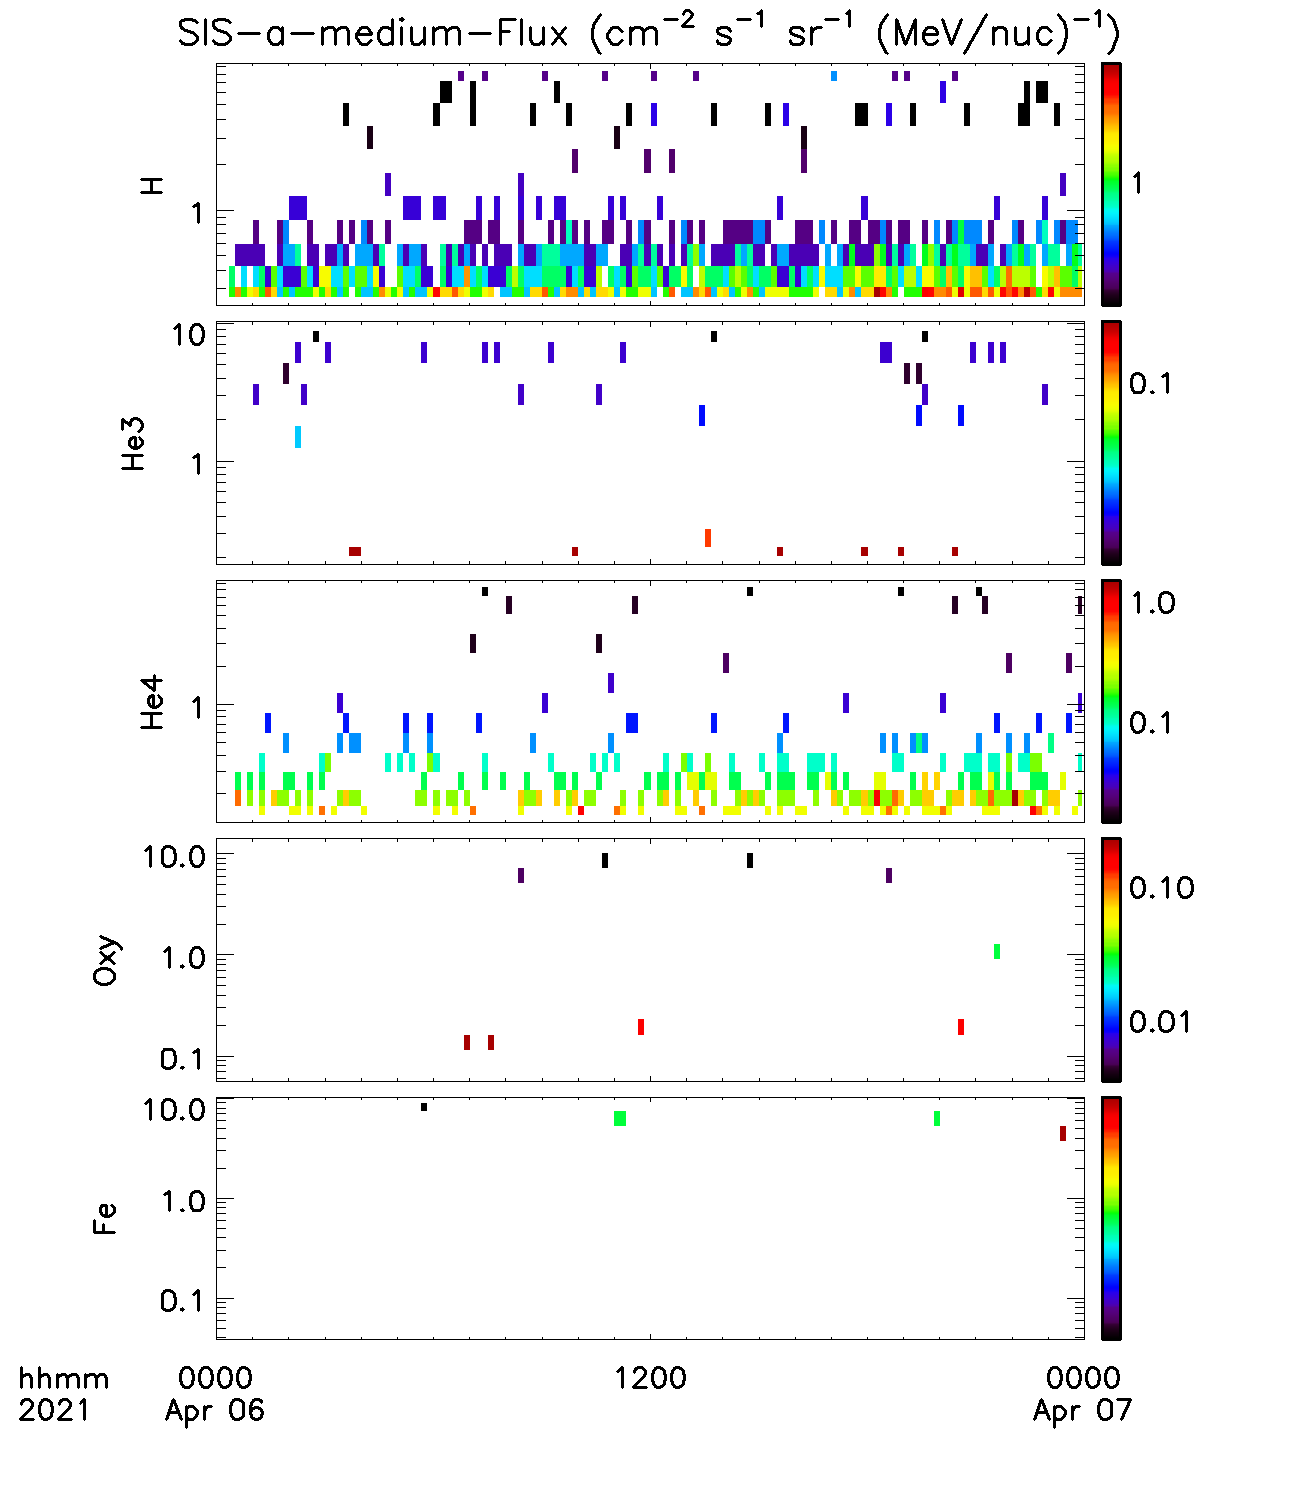 SIS-a-medium-Flux (cm⁻² s⁻¹ sr⁻¹ (MeV/nuc)⁻¹)
H
1
1
He3
10
1
0.1
He4
1
1.0
0.1
Oxy
10.0
1.0
0.1
0.10
0.01
Fe
10.0
1.0
0.1
hhmm 0000 1200 0000
2021 Apr 06 Apr 07